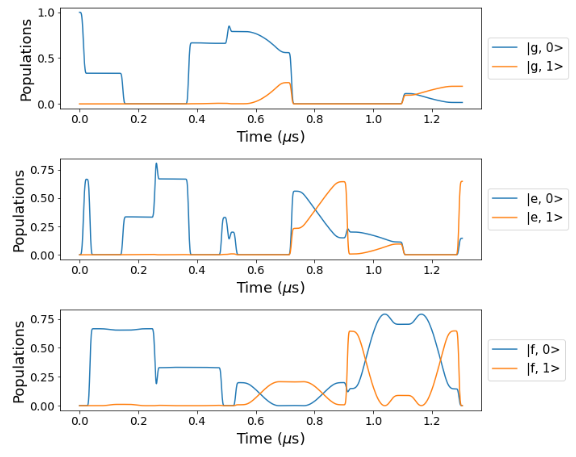 1.0
0.5
0.0
Populations
0.0 0.2 0.4 0.6 0.8 1.0 1.2
Time (μs)
|g, 0>
|g, 1>
0.75
0.50
0.25
0.00
Populations
0.0 0.2 0.4 0.6 0.8 1.0 1.2
Time (μs)
|e, 0>
|e, 1>
0.75
0.50
0.25
0.00
Populations
0.0 0.2 0.4 0.6 0.8 1.0 1.2
Time (μs)
|f, 0>
|f, 1>